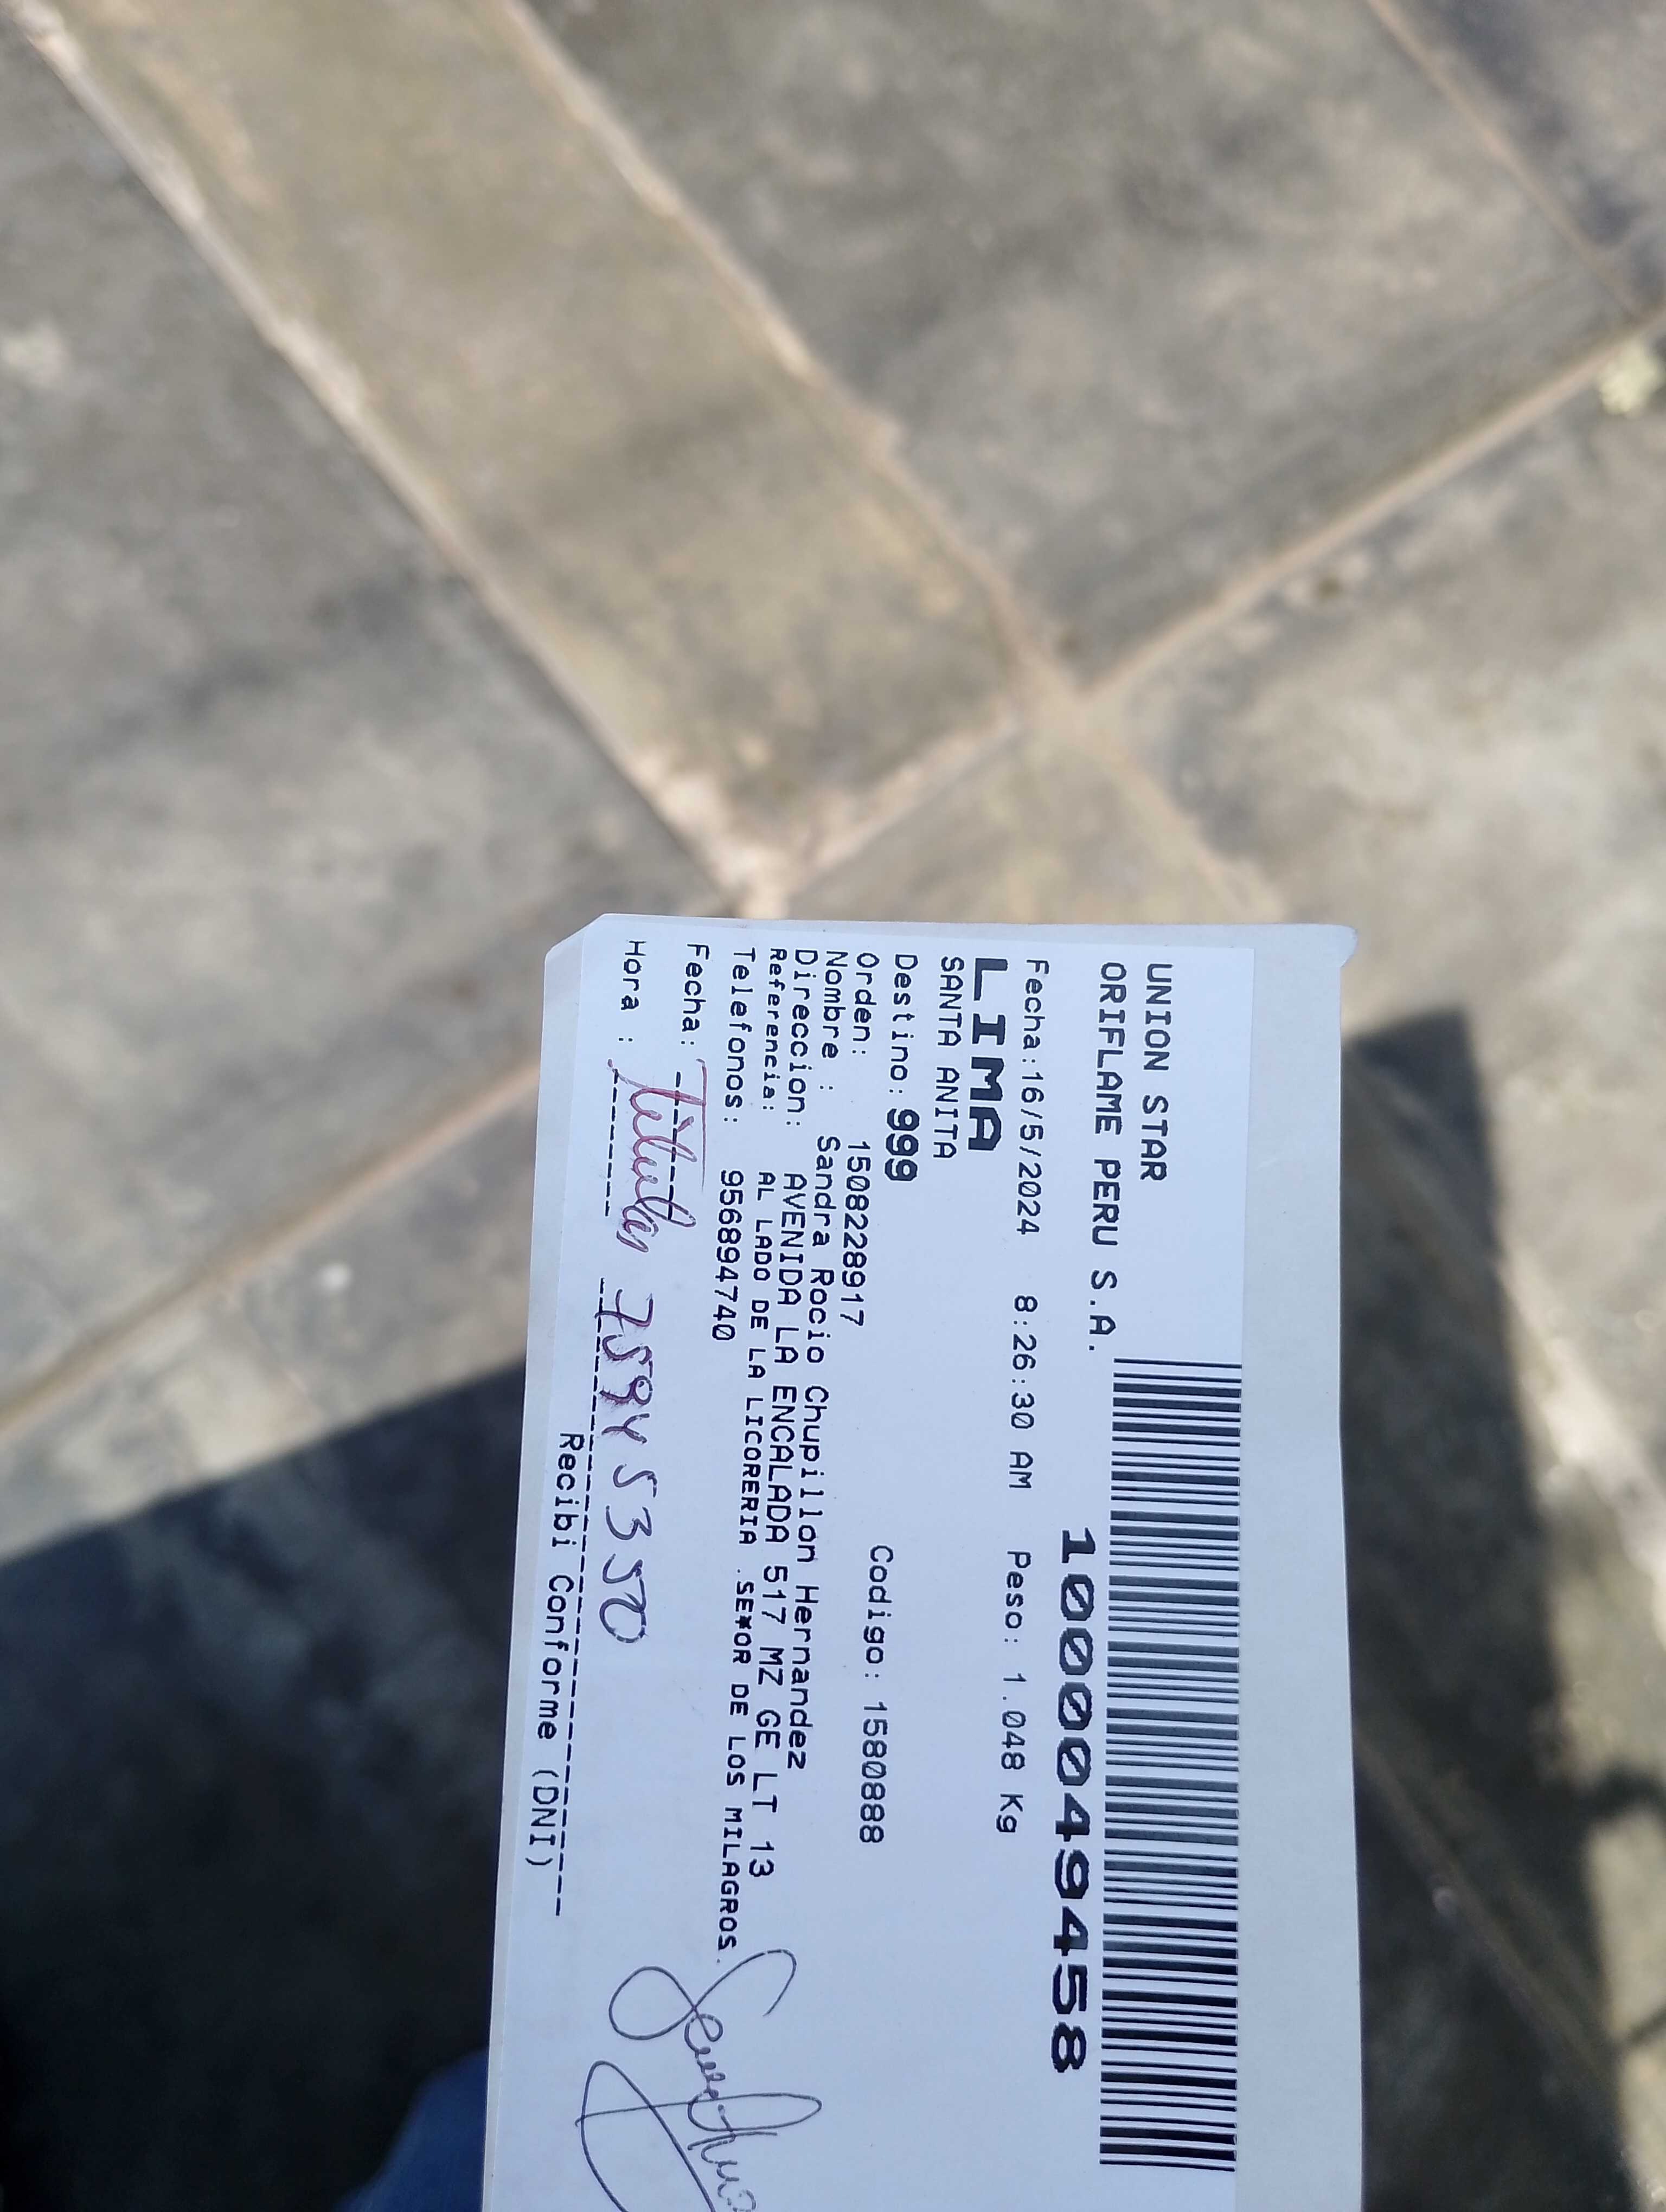 UNION STAR
ORIFLAME PERU S.A.
1000049458
Fecha:16/5/2024 8:26:30 AM Peso: 1.048 Kg
LIMA
SANTA ANITA
Destino: 999
Codigo: 1580888
Orden: 1508228917
Nombre : Sandra Rocio Chupillon Hernandez
Direccion: AVENIDA LA ENCALADA 517 MZ GE LT 13
Referencia: AL LADO DE LA LICORERIA .SE*OR DE LOS MILAGROS.
Telefonos: 956894740
Fecha:
Hora : Titular
Recibi Conforme (DNI)